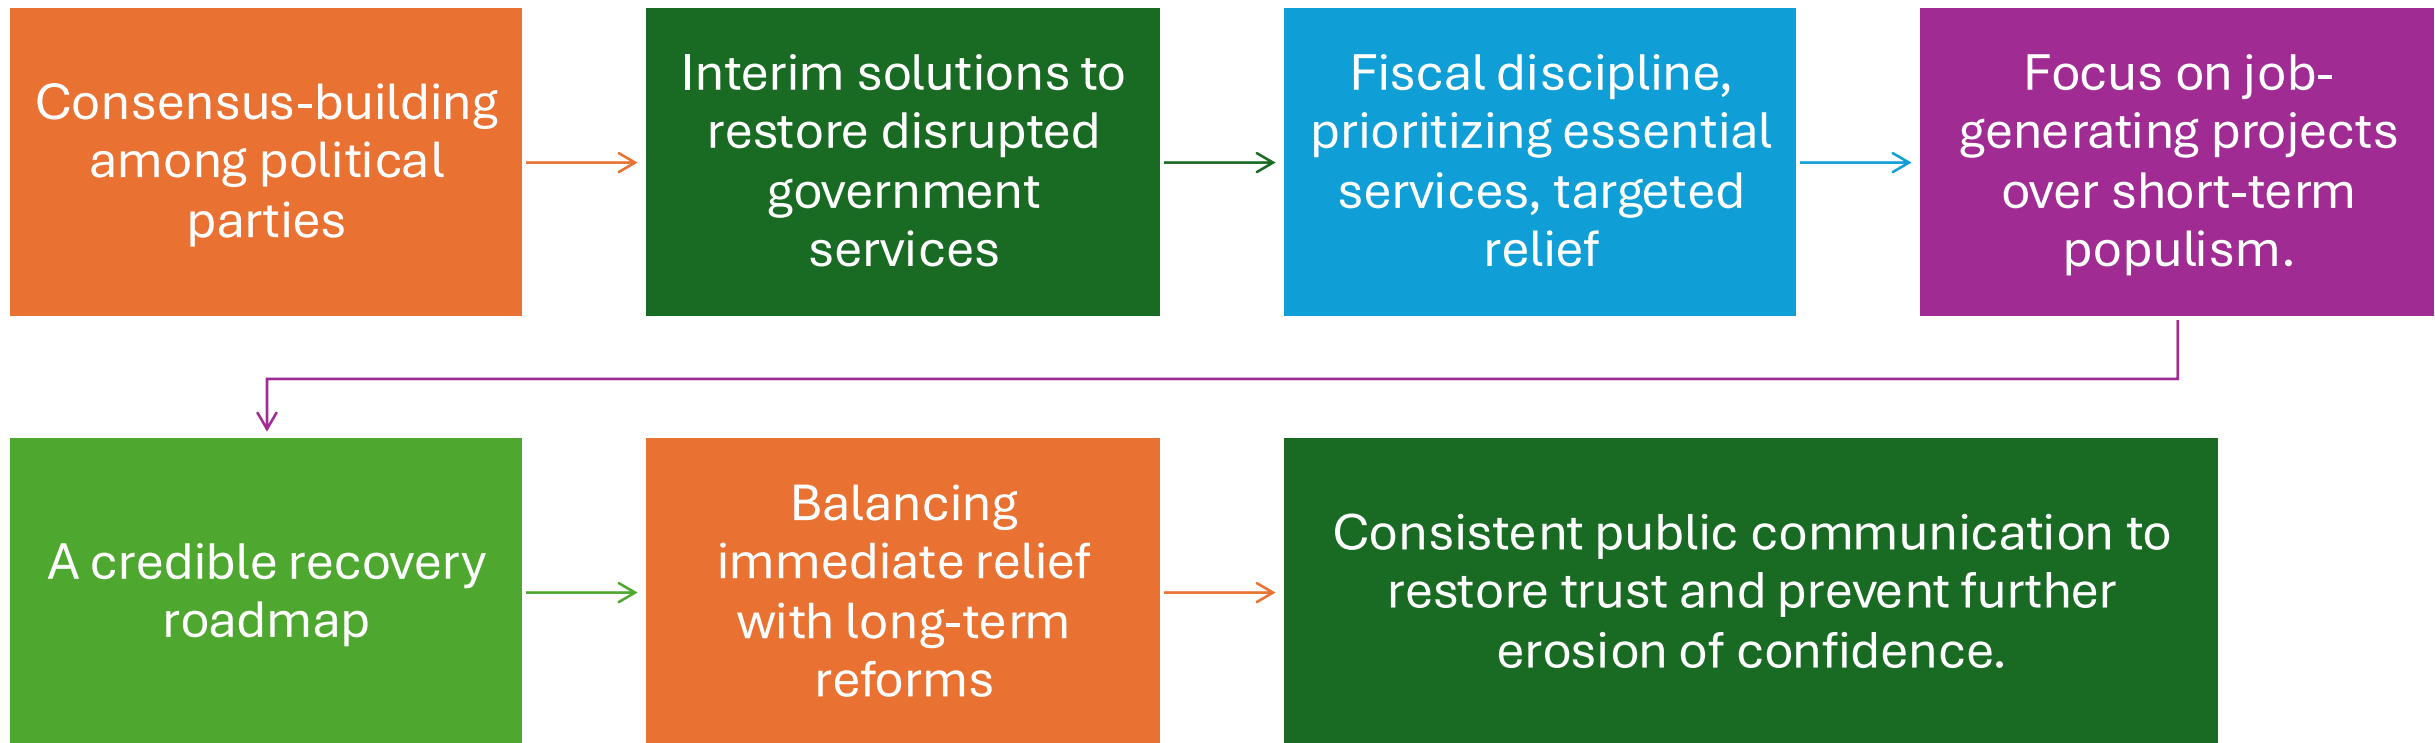 Consensus-building
among political
parties
Interim solutions to
restore disrupted
government
services
Fiscal discipline,
prioritizing essential
services, targeted
relief
Focus on job-
generating projects
over short-term
populism.
A credible recovery
roadmap
Balancing
immediate relief
with long-term
reforms
Consistent public communication to
restore trust and prevent further
erosion of confidence.